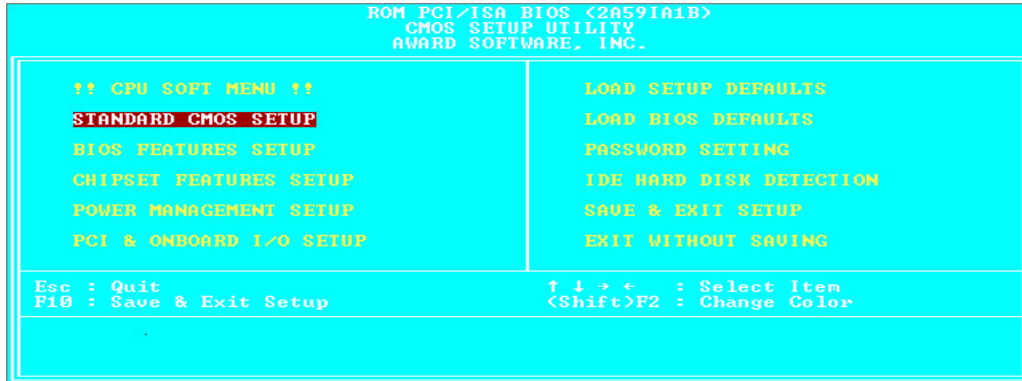 ROM PCI/ISA BIOS (2A59IA1B)
CMOS SETUP UTILITY
AWARD SOFTWARE, INC.
!! CPU SOFT MENU !!
STANDARD CMOS SETUP
BIOS FEATURES SETUP
CHIPSET FEATURES SETUP
POWER MANAGEMENT SETUP
PCI & ONBOARD I/O SETUP
LOAD SETUP DEFAULTS
LOAD BIOS DEFAULTS
PASSWORD SETTING
IDE HARD DISK DETECTION
SAVE & EXIT SETUP
EXIT WITHOUT SAVING
Esc : Quit
F10 : Save & Exit Setup
↑ ↓ → ← : Select Item
(Shift)F2 : Change Color